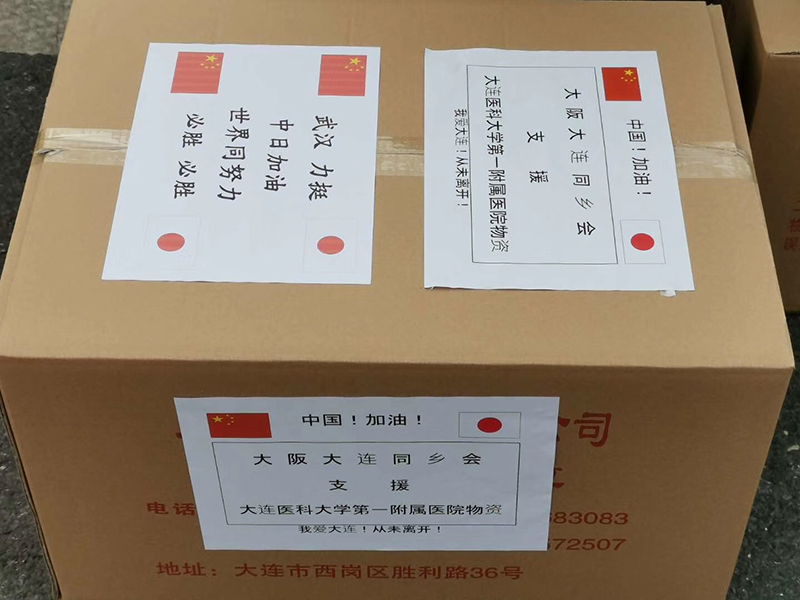 武汉 力挺
中日加油
世界同努力
必胜 必胜
中国！加油！
大阪大连同乡会
支援
大连医科大学第一附属医院物资
我爱大连！从未离开！
中国！加油！
大阪大连同乡会
支援
大连医科大学第一附属医院物资
我爱大连！从未离开！
公司
电话
683083
672507
地址：大连市西岗区胜利路36号